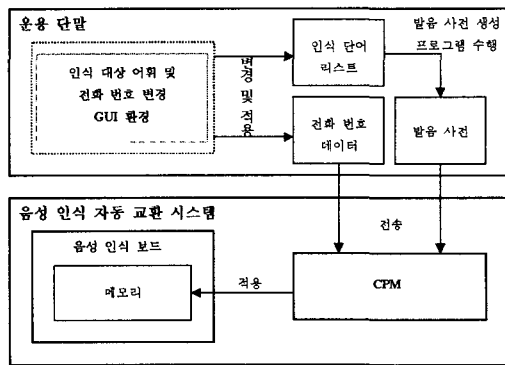 운용 단말
인식 대상 어휘 및
전화 번호 변경
GUI 환경
변경 및 적용
인식 단어
리스트
발음 사전 생성
프로그램 수행
전화 번호
데이터
발음 사전
음성 인식 자동 교환 시스템
음성 인식 보드
메모리
적용
전송
CPM